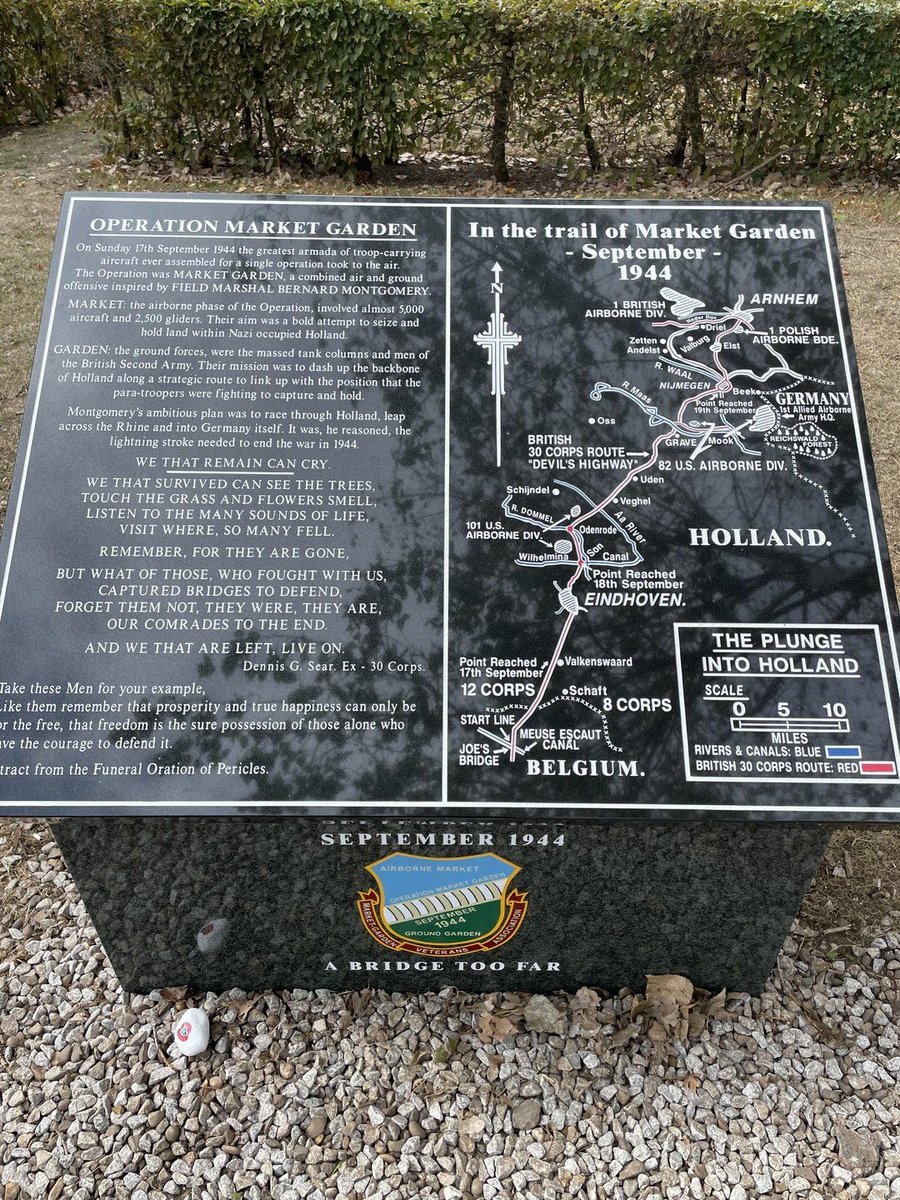 OPERATION MARKET GARDEN
On Sunday 17th September 1944 the greatest armada of troop-carrying
aircraft ever assembled for a single operation took to the air.
The Operation was MARKET GARDEN, a combined air and ground
offensive inspired by FIELD MARSHAL BERNARD MONTGOMERY.
MARKET: the airborne phase of the Operation, involved almost 5,000
aircraft and 2,500 gliders. Their aim was a bold attempt to seize and
hold land within Nazi occupied Holland.
GARDEN: the ground forces, were the massed tank columns and men of
the British Second Army. Their mission was to dash up the backbone
of Holland along a strategic route to link up with the position that the
para-troopers were fighting to capture and hold.
Montgomery's ambitious plan was to race through Holland, leap
across the Rhine and into Germany itself. It was, he reasoned, the
lightning stroke needed to end the war in 1944.
WE THAT REMAIN CAN CRY.
WE THAT SURVIVED CAN SEE THE TREES,
TOUCH THE GRASS AND FLOWERS SMELL,
LISTEN TO THE MANY SOUNDS OF LIFE,
VISIT WHERE, SO MANY FELL.
REMEMBER, FOR THEY ARE GONE,
BUT WHAT OF THOSE, WHO FOUGHT WITH US,
CAPTURED BRIDGES TO DEFEND,
FORGET THEM NOT, THEY WERE, THEY ARE,
OUR COMRADES TO THE END.
AND WE THAT ARE LEFT, LIVE ON.
Dennis G. Sear. Ex - 30 Corps.
Take these Men for your example,
Like them remember that prosperity and true happiness can only be
or the free, that freedom is the sure possession of those alone who
ave the courage to defend it.
tract from the Funeral Oration of Pericles.
In the trail of Market Garden
- September -
1944
N
1 BRITISH
AIRBORNE DIV.
ARNHEM
Neder Rijn
Driel
1 POLISH
AIRBORNE BDE.
Zetten
Valburg
Elst
Andelst
R. WAAL
NIJMEGEN
Beek
Point Reached
19th September
GERMANY
1st Allied Airborne
Army H.Q.
R. Maas
Oss
GRAVE
Mook
REICHSWALD
FOREST
BRITISH
30 CORPS ROUTE
"DEVIL'S HIGHWAY"
82 U.S. AIRBORNE DIV.
Uden
Schijndel
Veghel
R. DOMMEL
Aa River
101 U.S.
AIRBORNE DIV.
Odenrode
HOLLAND.
Wilhelmina
Son
Canal
Point Reached
18th September
EINDHOVEN.
Point Reached
17th September
Valkenswaard
12 CORPS
Schaft
8 CORPS
START LINE
MEUSE ESCAUT
CANAL
JOE'S
BRIDGE
BELGIUM.
THE PLUNGE
INTO HOLLAND
SCALE
0 5 10
MILES
RIVERS & CANALS: BLUE
BRITISH 30 CORPS ROUTE: RED
SEPTEMBER 1944
AIRBORNE MARKET
OPERATION MARKET GARDEN
SEPTEMBER
1944
GROUND GARDEN
MARKET GARDEN VETERANS ASSOCIATION
A BRIDGE TOO FAR